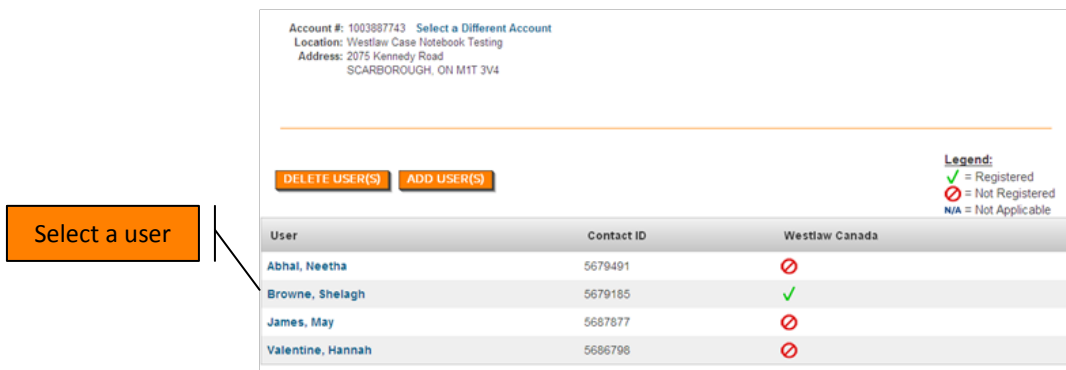 Account #: 1003887743 Select a Different Account
Location: Westlaw Case Notebook Testing
Address: 2075 Kennedy Road
SCARBOROUGH, ON M1T 3V4
Legend:
= Registered
= Not Registered
N/A = Not Applicable
DELETE USER(S) ADD USER(S)
Select a user
User Contact ID Westlaw Canada
Abhal, Neetha 5679491
Browne, Shelagh 5679185
James, May 5687877
Valentine, Hannah 5686798